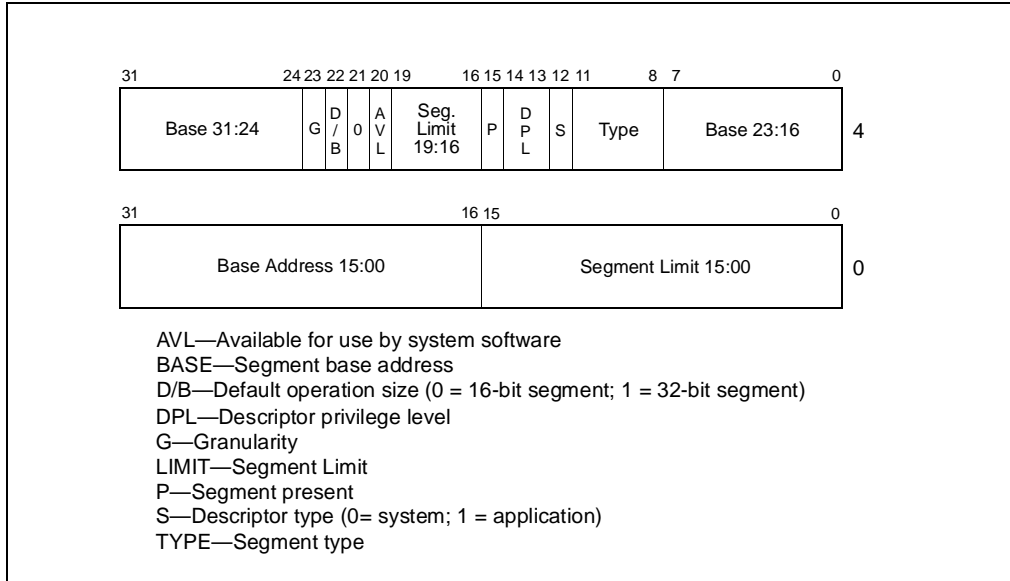 31 24 23 22 21 20 19 16 15 14 13 12 11 8 7 0
Base 31:24 G D/B 0 AVL Seg. Limit 19:16 P DPL S Type Base 23:16 4
31 16 15 0
Base Address 15:00 Segment Limit 15:00 0
AVL—Available for use by system software
BASE—Segment base address
D/B—Default operation size (0 = 16-bit segment; 1 = 32-bit segment)
DPL—Descriptor privilege level
G—Granularity
LIMIT—Segment Limit
P—Segment present
S—Descriptor type (0= system; 1 = application)
TYPE—Segment type